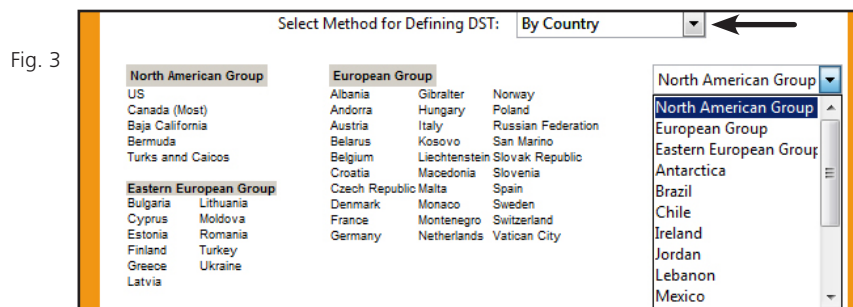 Select Method for Defining DST: By Country
Fig. 3
North American Group
US
Canada (Most)
Baja California
Bermuda
Turks annd Caicos
Eastern European Group
Bulgaria Lithuania
Cyprus Moldova
Estonia Romania
Finland Turkey
Greece Ukraine
Latvia
European Group
Albania Gibralter Norway
Andorra Hungary Poland
Austria Italy Russian Federation
Belarus Kosovo San Marino
Belgium Liechtenstein Slovak Republic
Croatia Macedonia Slovenia
Czech Republic Malta Spain
Denmark Monaco Sweden
France Montenegro Switzerland
Germany Netherlands Vatican City
North American Group
North American Group
European Group
Eastern European Group
Antarctica
Brazil
Chile
Ireland
Jordan
Lebanon
Mexico